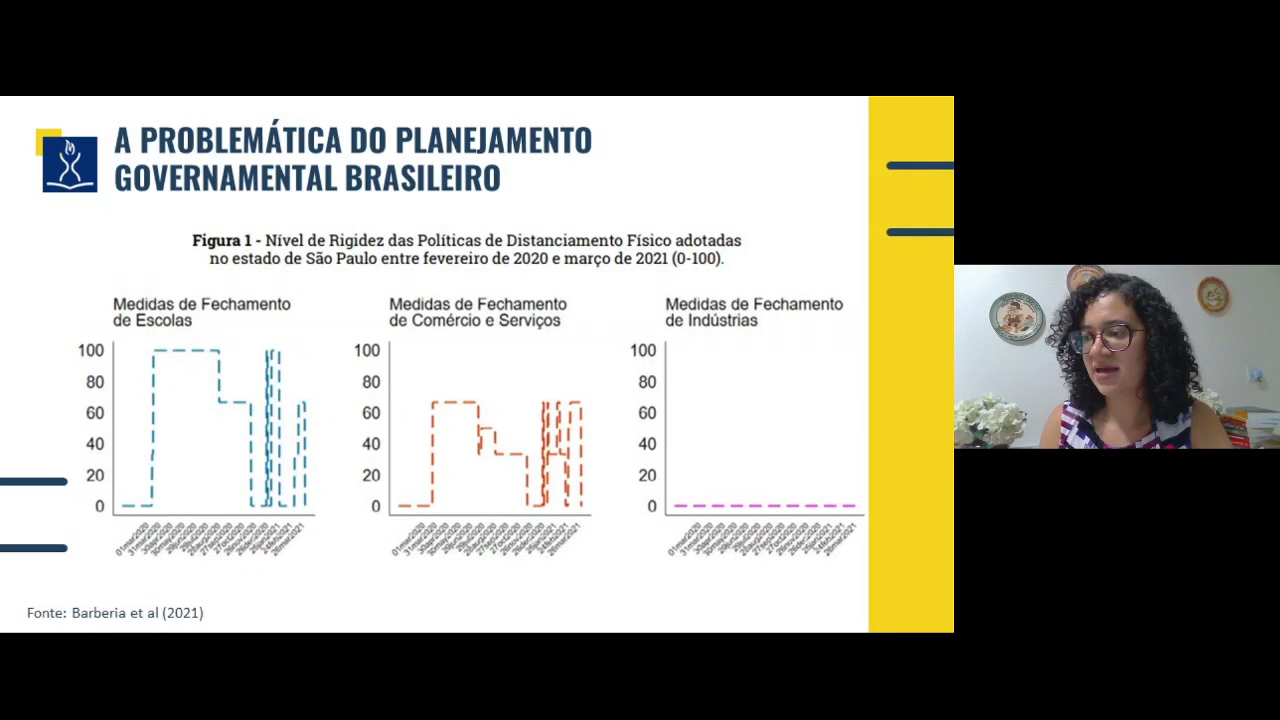 A PROBLEMÁTICA DO PLANEJAMENTO
GOVERNAMENTAL BRASILEIRO
Figura 1 - Nível de Rigidez das Políticas de Distanciamento Físico adotadas
no estado de São Paulo entre fevereiro de 2020 e março de 2021 (0-100).
Medidas de Fechamento
de Escolas
100
80
60
40
20
0
Medidas de Fechamento
de Comércio e Serviços
100
80
60
40
20
0
Medidas de Fechamento
de Indústrias
100
80
60
40
20
0
Fonte: Barberia et al (2021)